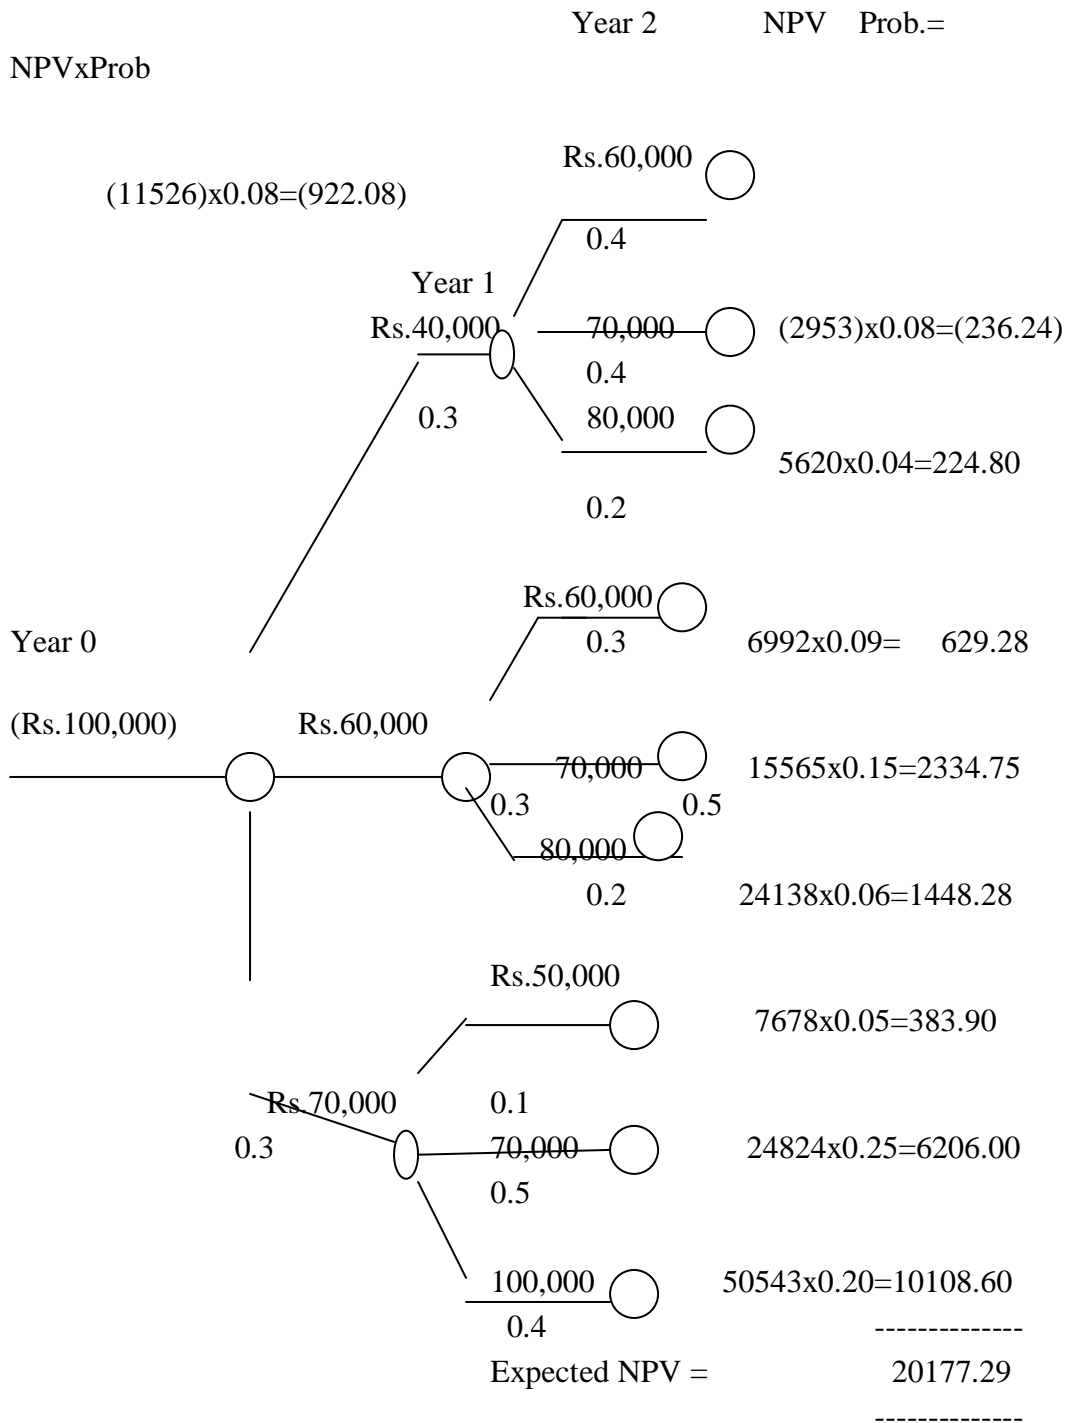 Year 2 NPV Prob.=
NPVxProb
Rs.60,000
(11526)x0.08=(922.08)
0.4
Year 1
Rs.40,000 70,000 (2953)x0.08=(236.24)
0.4
0.3 80,000
5620x0.04=224.80
0.2
Rs.60,000
Year 0 0.3 6992x0.09= 629.28
(Rs.100,000) Rs.60,000
70,000 15565x0.15=2334.75
0.3 0.5
80,000
0.2 24138x0.06=1448.28
Rs.50,000
7678x0.05=383.90
Rs.70,000 0.1
0.3 70,000 24824x0.25=6206.00
0.5
100,000 50543x0.20=10108.60
0.4 --------------
Expected NPV = 20177.29
--------------